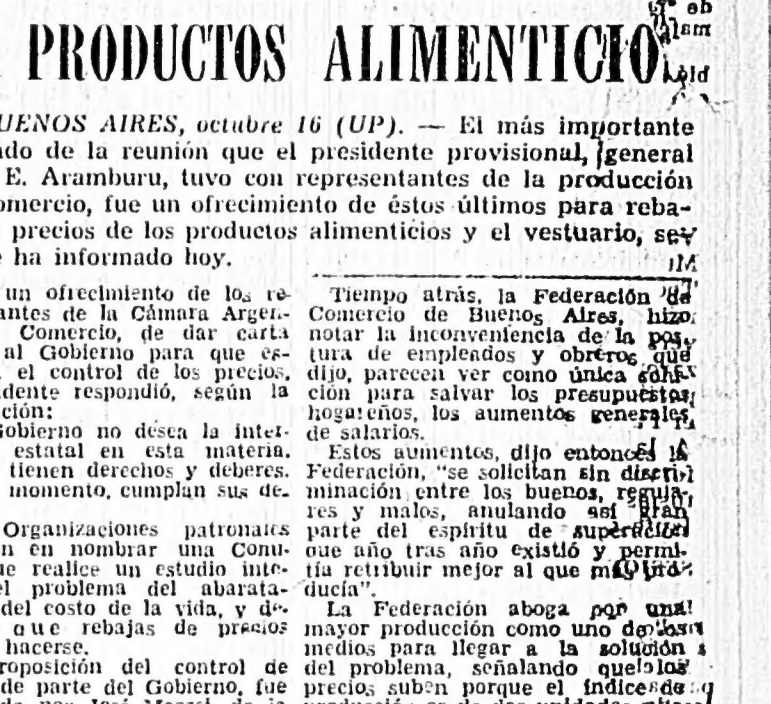 PRODUCTOS ALIMENTICIO
UENOS AIRES, octubre 16 (UP). — El más importante
do de la reunión que el presidente provisional, general
E. Aramburu, tuvo con representantes de la producción
omercio, fue un ofrecimiento de éstos últimos para reba-
precios de los productos alimenticios y el vestuario, se
ha informado hoy.
un ofrecimiento de los re-
antes de la Cámara Argen-
Comercio, de dar carta
al Gobierno para que es-
el control de los precios,
dente respondió, según la
ción:
Gobierno no desea la inter-
estatal en esta materia.
tienen derechos y deberes.
momento, cumplan sus de-
Organizaciones patronales
n en nombrar una Comi-
ue realice un estudio inte-
el problema del abarata-
del costo de la vida, y de-
que rebajas de precios
hacerse.
roposición del control de
de parte del Gobierno, fue
Tiempo atrás, la Federación de
Comercio de Buenos Aires, hizo
notar la inconveniencia de la pos-
tura de empleados y obreros que
dijo, parecen ver como única solu-
ción para salvar los presupuestos
hogareños, los aumentos generales
de salarios.
Estos aumentos, dijo entonces la
Federación, "se solicitan sin discri-
minación entre los buenos, regula-
res y malos, anulando así gran
parte del espíritu de superación
que año tras año existió y permi-
tía retribuir mejor al que más pro-
ducía".
La Federación aboga por una
mayor producción como uno de los
medios para llegar a la solución
del problema, señalando que los
precios suben porque el índice de